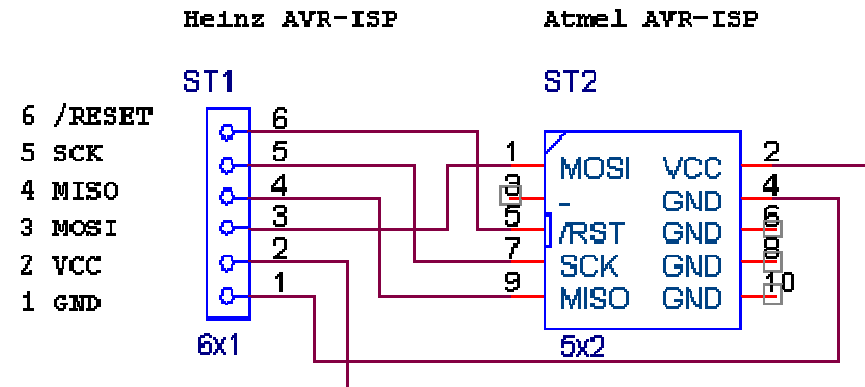 Heinz AVR-ISP
Atmel AVR-ISP
ST1
ST2
6 /RESET
5 SCK
4 MISO
3 MOSI
2 VCC
1 GND
6
5
4
3
2
1
6x1
1 MOSI VCC 2
3 - GND 4
5 /RST GND 6
7 SCK GND 8
9 MISO GND 10
5x2